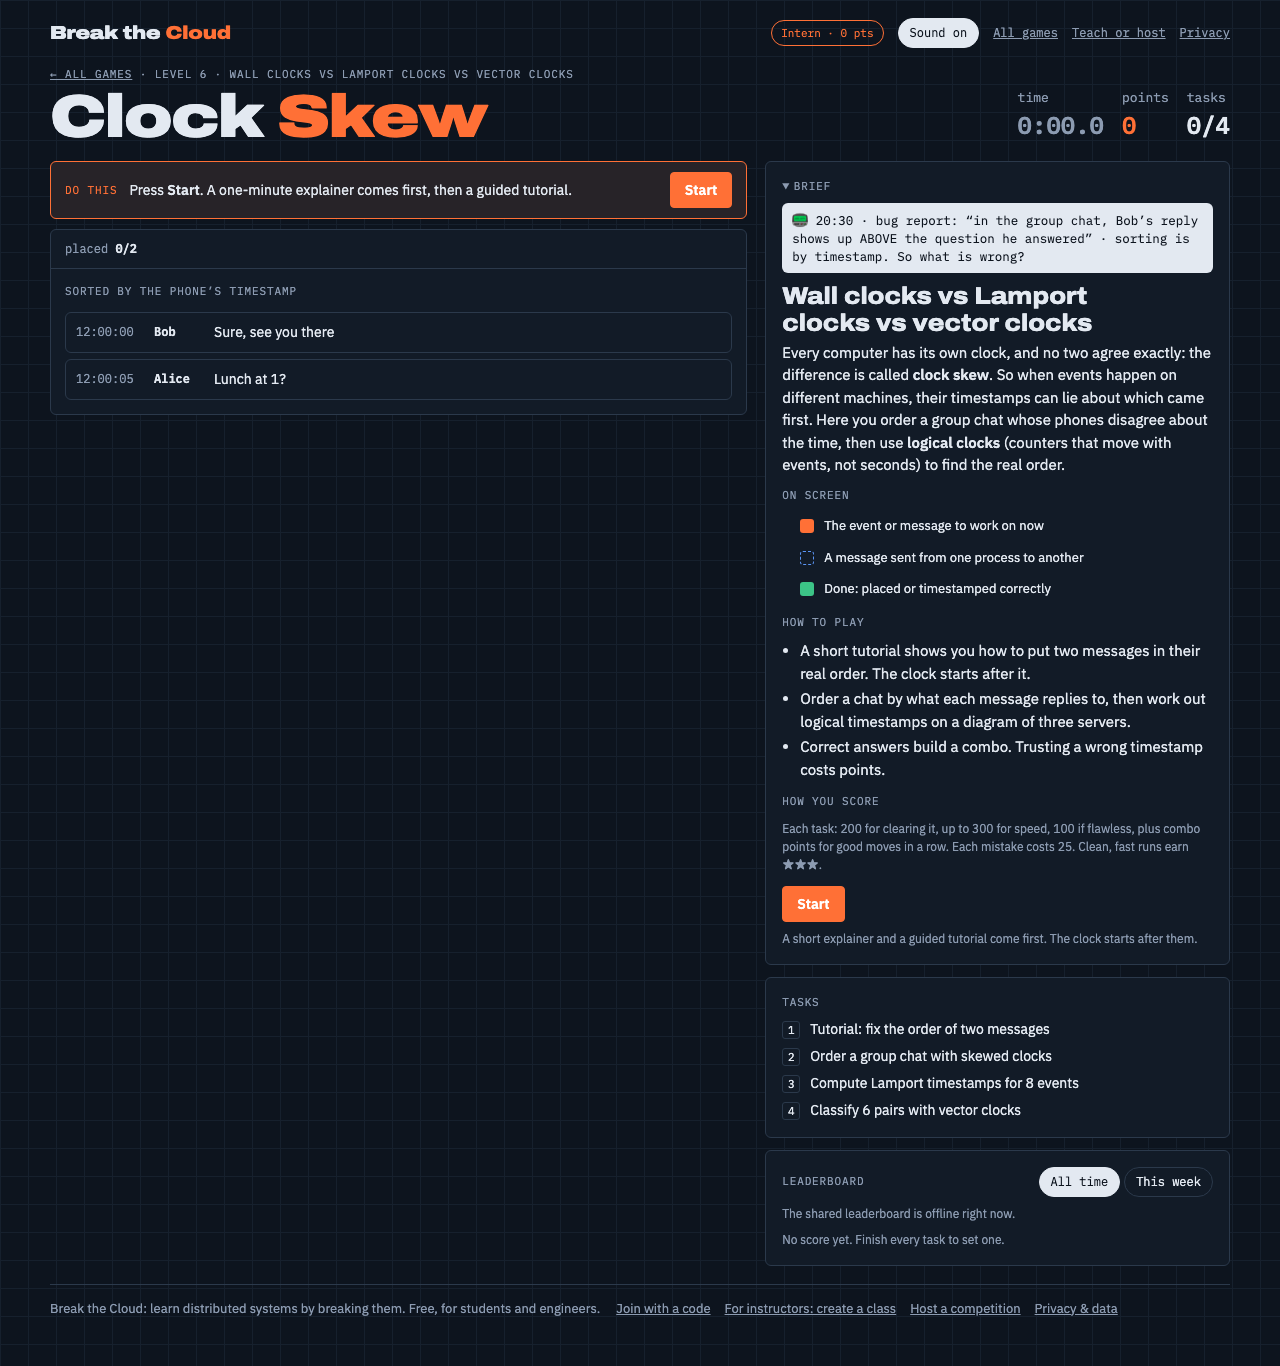 Break the Cloud
Intern · 0 pts
Sound on
All games
Teach or host
Privacy
← ALL GAMES · LEVEL 6 · WALL CLOCKS VS LAMPORT CLOCKS VS VECTOR CLOCKS
Clock Skew
time
0:00.0
points
0
tasks
0/4
DO THIS Press Start. A one-minute explainer comes first, then a guided tutorial.
Start
placed 0/2
SORTED BY THE PHONE’S TIMESTAMP
12:00:00 Bob Sure, see you there
12:00:05 Alice Lunch at 1?
▼ BRIEF
20:30 · bug report: “in the group chat, Bob’s reply
shows up ABOVE the question he answered” · sorting is
by timestamp. So what is wrong?
Wall clocks vs Lamport
clocks vs vector clocks
Every computer has its own clock, and no two agree exactly: the
difference is called clock skew. So when events happen on
different machines, their timestamps can lie about which came
first. Here you order a group chat whose phones disagree about
the time, then use logical clocks (counters that move with
events, not seconds) to find the real order.
ON SCREEN
The event or message to work on now
A message sent from one process to another
Done: placed or timestamped correctly
HOW TO PLAY
• A short tutorial shows you how to put two messages in their
real order. The clock starts after it.
• Order a chat by what each message replies to, then work out
logical timestamps on a diagram of three servers.
• Correct answers build a combo. Trusting a wrong timestamp
costs points.
HOW YOU SCORE
Each task: 200 for clearing it, up to 300 for speed, 100 if flawless, plus combo
points for good moves in a row. Each mistake costs 25. Clean, fast runs earn
★★★.
Start
A short explainer and a guided tutorial come first. The clock starts after them.
TASKS
1 Tutorial: fix the order of two messages
2 Order a group chat with skewed clocks
3 Compute Lamport timestamps for 8 events
4 Classify 6 pairs with vector clocks
LEADERBOARD
All time
This week
The shared leaderboard is offline right now.
No score yet. Finish every task to set one.
Break the Cloud: learn distributed systems by breaking them. Free, for students and engineers.
Join with a code
For instructors: create a class
Host a competition
Privacy & data